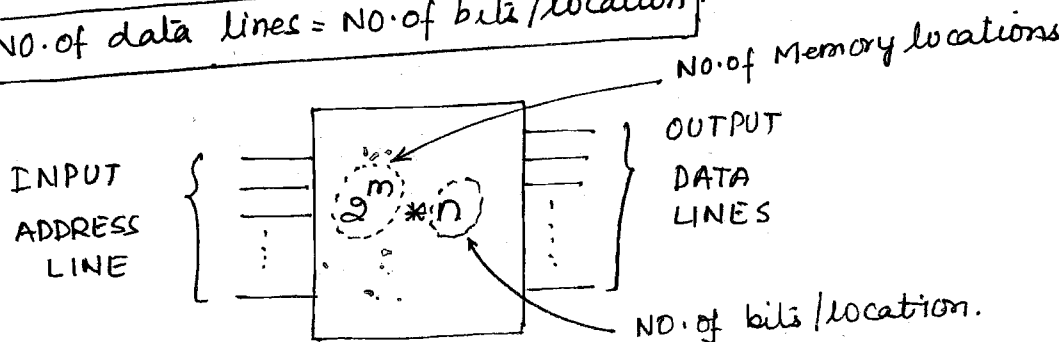 NO. of data lines = NO. of bits/location
NO. of Memory locations
INPUT
ADDRESS
LINE
2^m * n
OUTPUT
DATA
LINES
NO. of bits/location.